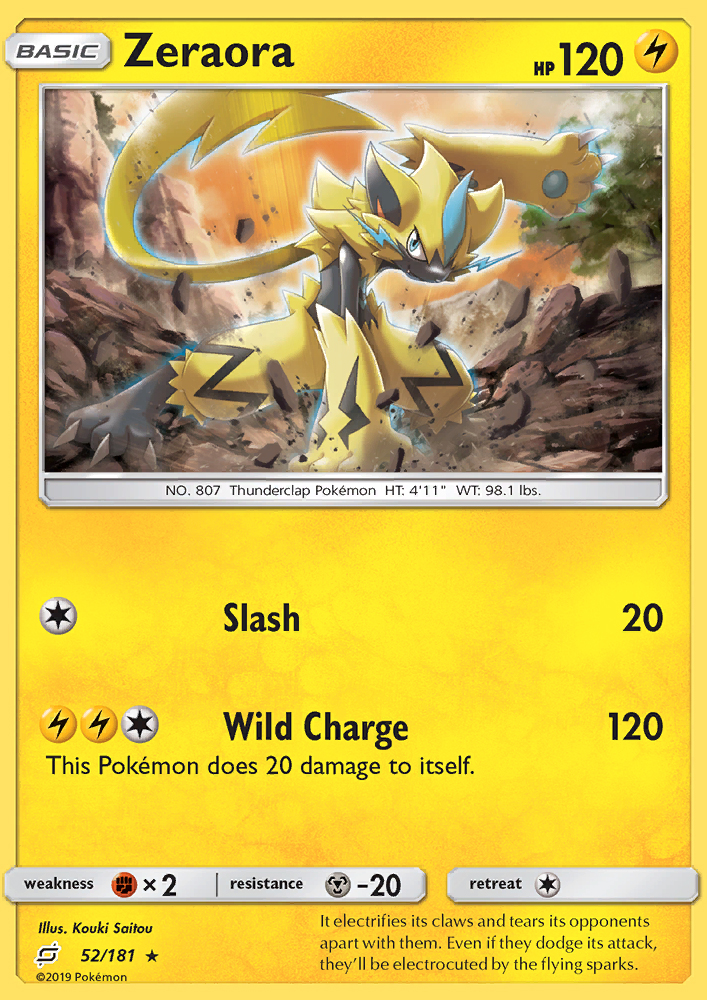 BASIC Zeraora HP 120
NO. 807 Thunderclap Pokémon HT: 4'11" WT: 98.1 lbs.
Slash 20
Wild Charge 120
This Pokémon does 20 damage to itself.
weakness × 2 resistance -20 retreat
Illus. Kouki Saitou
52/181 ★
©2019 Pokémon
It electrifies its claws and tears its opponents
apart with them. Even if they dodge its attack,
they'll be electrocuted by the flying sparks.